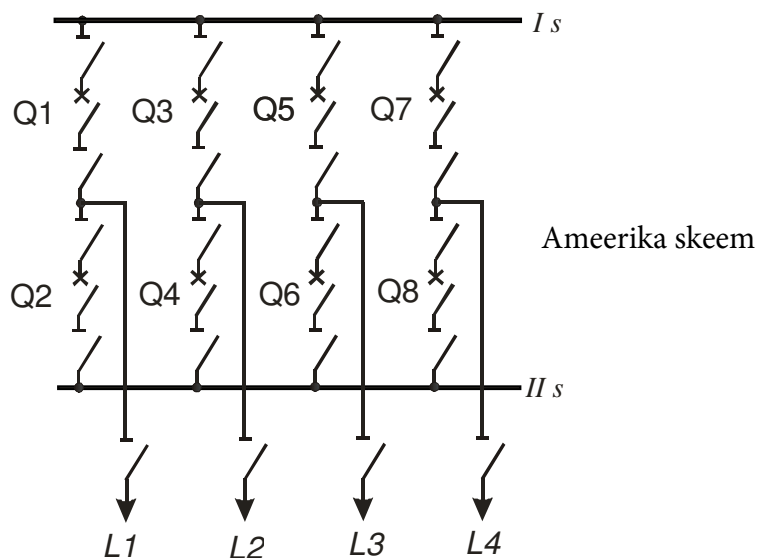 I s
Q1 Q3 Q5 Q7
Ameerika skeem
Q2 Q4 Q6 Q8
II s
L1 L2 L3 L4